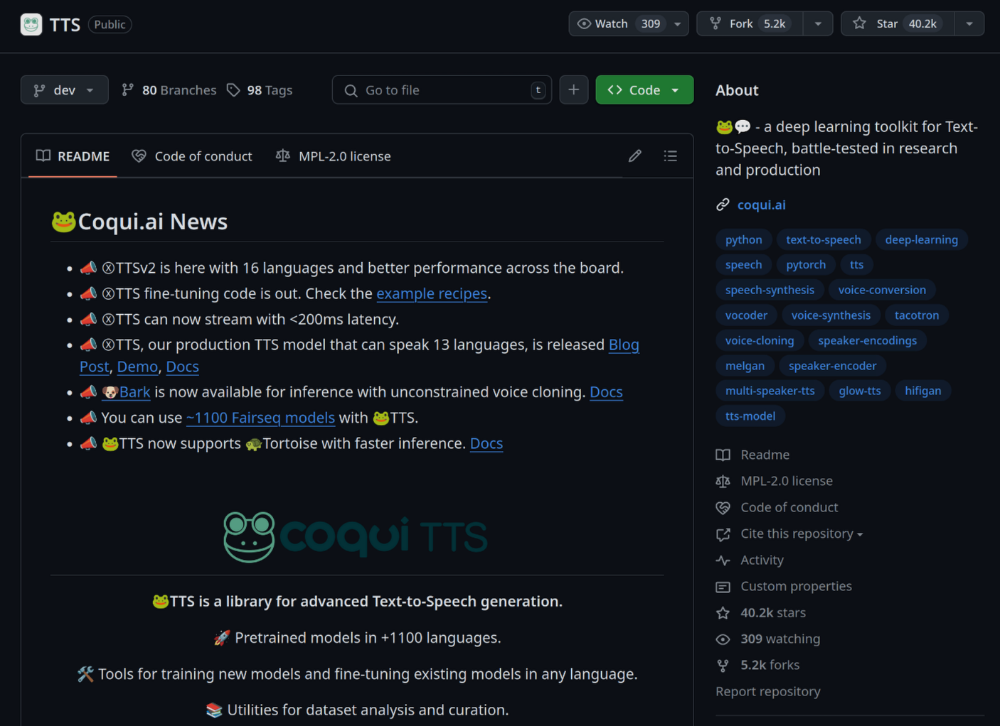 TTS Public Watch 309 Fork 5.2k Star 40.2k
dev 80 Branches 98 Tags Go to file t Code
README Code of conduct MPL-2.0 license
🐸Coqui.ai News
📣 ⓍTTSv2 is here with 16 languages and better performance across the board.
📣 ⓍTTS fine-tuning code is out. Check the example recipes.
📣 ⓍTTS can now stream with <200ms latency.
📣 ⓍTTS, our production TTS model that can speak 13 languages, is released Blog
Post, Demo, Docs
📣 🐶Bark is now available for inference with unconstrained voice cloning. Docs
📣 You can use ~1100 Fairseq models with 🐸TTS.
📣 🐸TTS now supports 🐢Tortoise with faster inference. Docs
coqui TTS
🐸TTS is a library for advanced Text-to-Speech generation.
🚀 Pretrained models in +1100 languages.
🛠️ Tools for training new models and fine-tuning existing models in any language.
📚 Utilities for dataset analysis and curation.
About
🐸💬 - a deep learning toolkit for Text-
to-Speech, battle-tested in research
and production
coqui.ai
python text-to-speech deep-learning
speech pytorch tts
speech-synthesis voice-conversion
vocoder voice-synthesis tacotron
voice-cloning speaker-encodings
melgan speaker-encoder
multi-speaker-tts glow-tts hifigan
tts-model
Readme
MPL-2.0 license
Code of conduct
Cite this repository
Activity
Custom properties
40.2k stars
309 watching
5.2k forks
Report repository